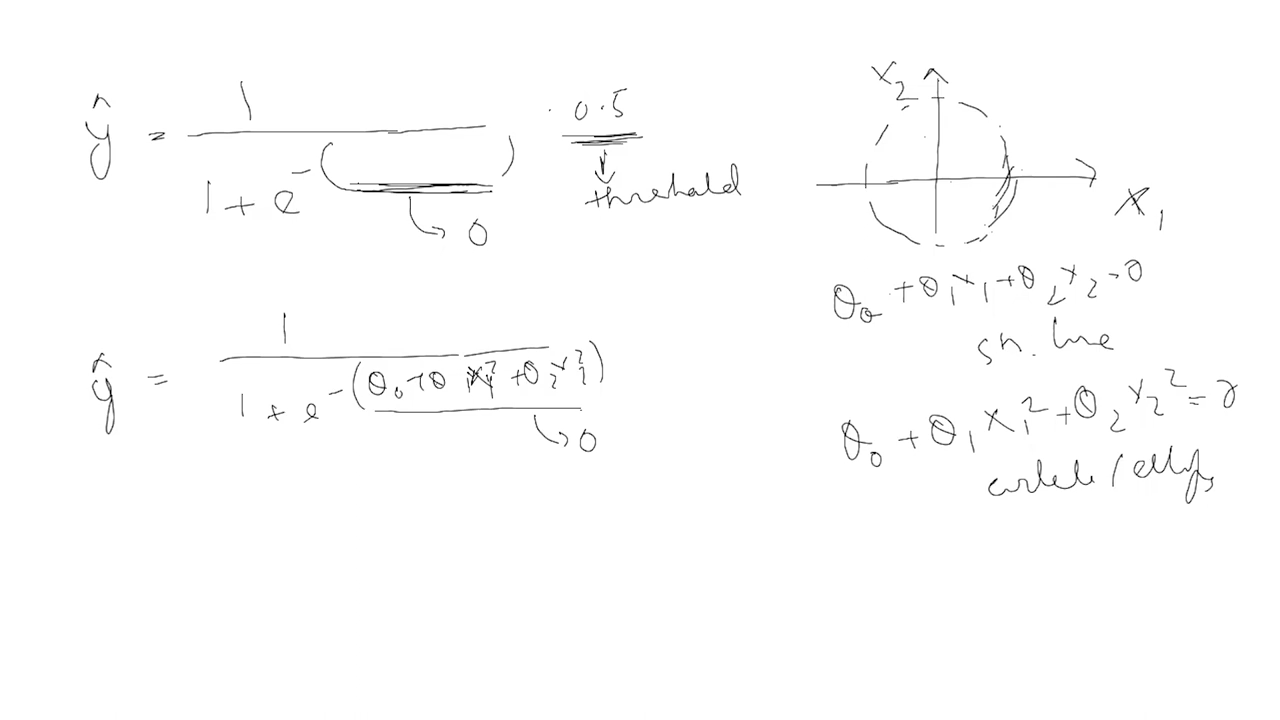 ŷ = 1 / (1 + e^-( ))
→ 0
0.5
↓
threshold
ŷ = 1 / (1 + e^-(θ₀ + θ₁x₁² + θ₂x₂²))
→ 0
x₂
x₁
θ₀ + θ₁x₁ + θ₂x₂ = 0
st. line
θ₀ + θ₁x₁² + θ₂x₂² = 0
circle / ellips